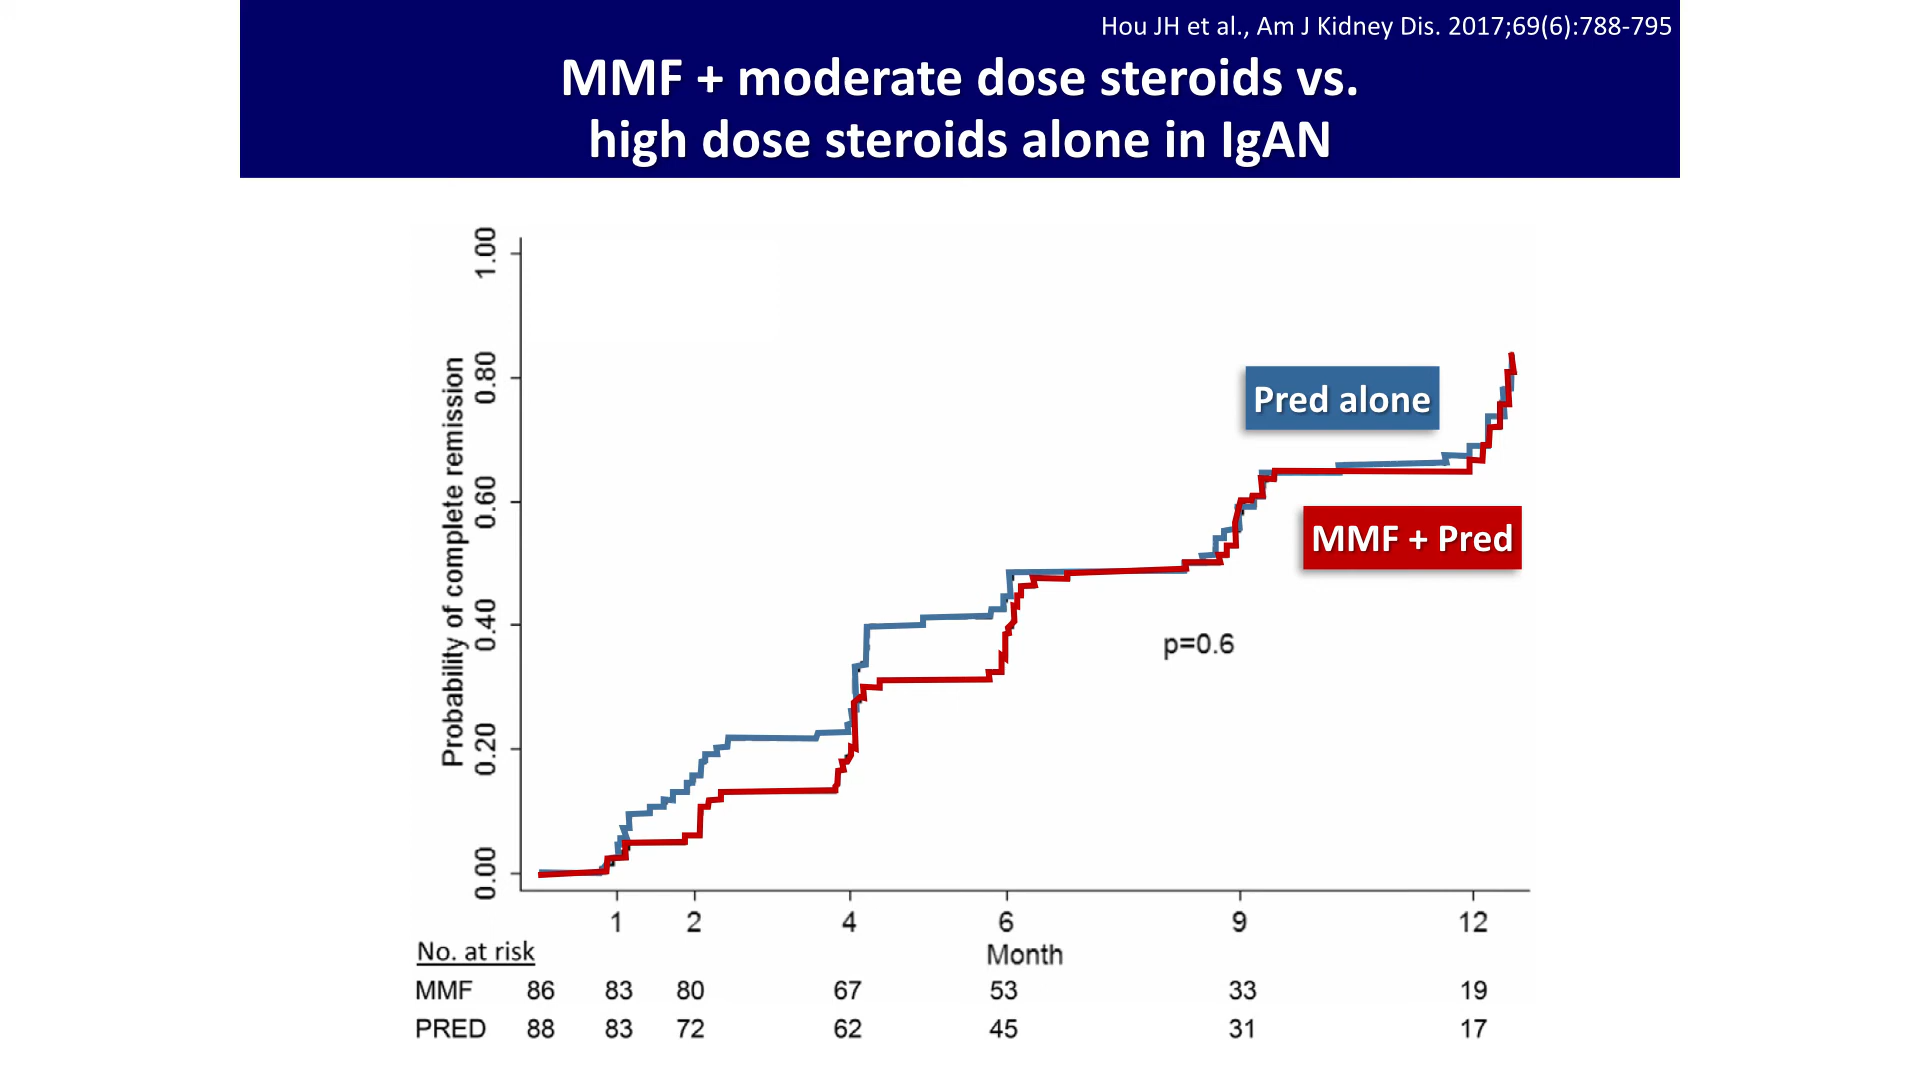 Hou JH et al., Am J Kidney Dis. 2017;69(6):788-795
MMF + moderate dose steroids vs.
high dose steroids alone in IgAN
Probability of complete remission
1.00
0.80
0.60
0.40
0.20
0.00
Pred alone
MMF + Pred
p=0.6
1 2 4 6 9 12
Month
No. at risk
MMF 86 83 80 67 53 33 19
PRED 88 83 72 62 45 31 17